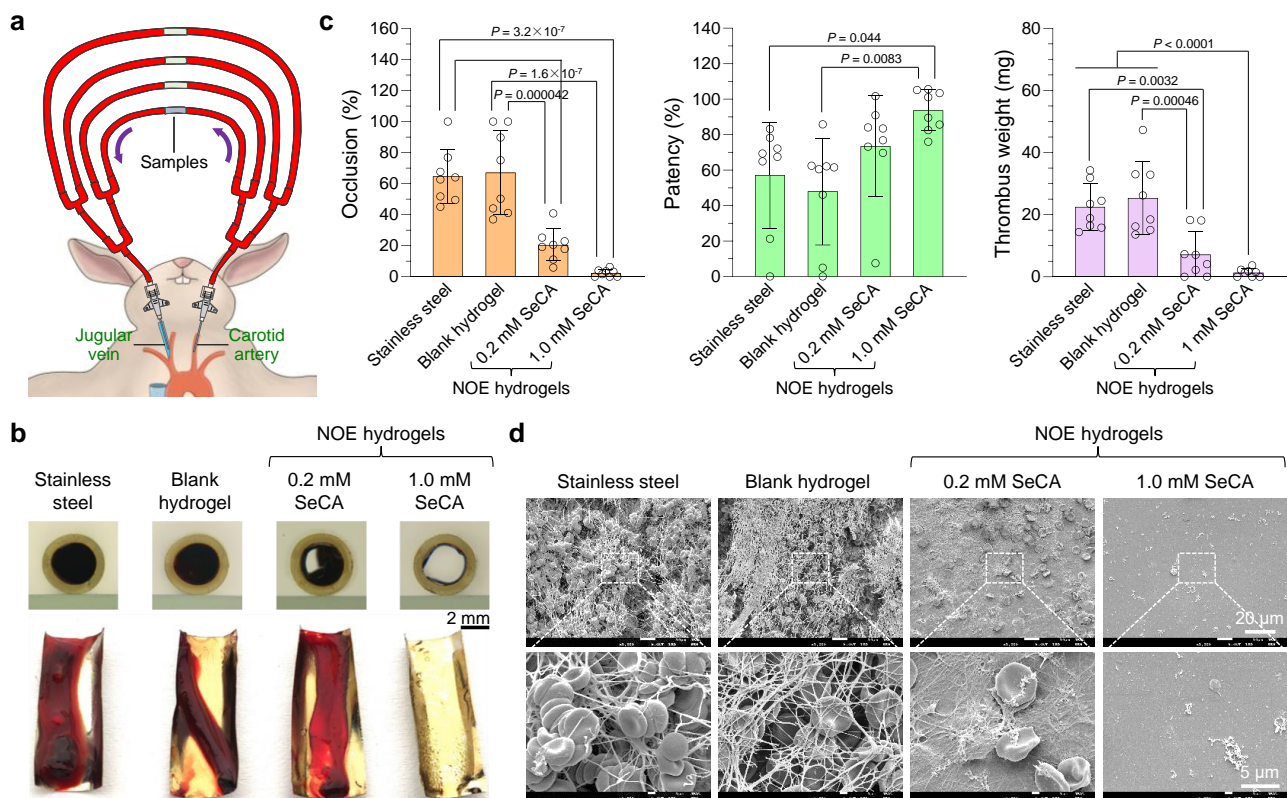 a
Samples
Jugular
vein
Carotid
artery
c
Occlusion (%)
160
140
120
100
80
60
40
20
0
P = 3.2×10-7
P = 1.6×10-7
P = 0.000042
Stainless steel
Blank hydrogel
0.2 mM SeCA
1.0 mM SeCA
NOE hydrogels
Patency (%)
140
120
100
80
60
40
20
0
P = 0.044
P = 0.0083
Stainless steel
Blank hydrogel
0.2 mM SeCA
1.0 mM SeCA
NOE hydrogels
Thrombus weight (mg)
80
60
40
20
0
P < 0.0001
P = 0.0032
P = 0.00046
Stainless steel
Blank hydrogel
0.2 mM SeCA
1 mM SeCA
NOE hydrogels
b
NOE hydrogels
Stainless
steel
Blank
hydrogel
0.2 mM
SeCA
1.0 mM
SeCA
2 mm
d
NOE hydrogels
Stainless steel
Blank hydrogel
0.2 mM SeCA
1.0 mM SeCA
20 μm
5 μm